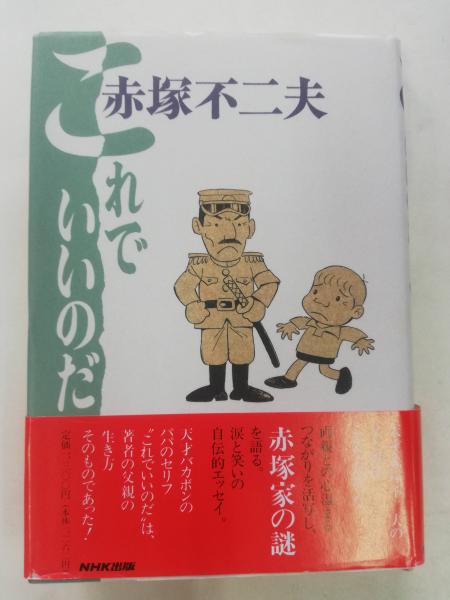 赤塚不二夫
これで
いいのだ
両親との心温まる
つながりを活写し、
赤塚家の謎
を語る。
涙と笑いの
自伝的エッセイ。
天才バカボンの
パパのセリフ
“これでいいのだ”は、
著者の父親の
生き方
そのものであった!
NHK出版